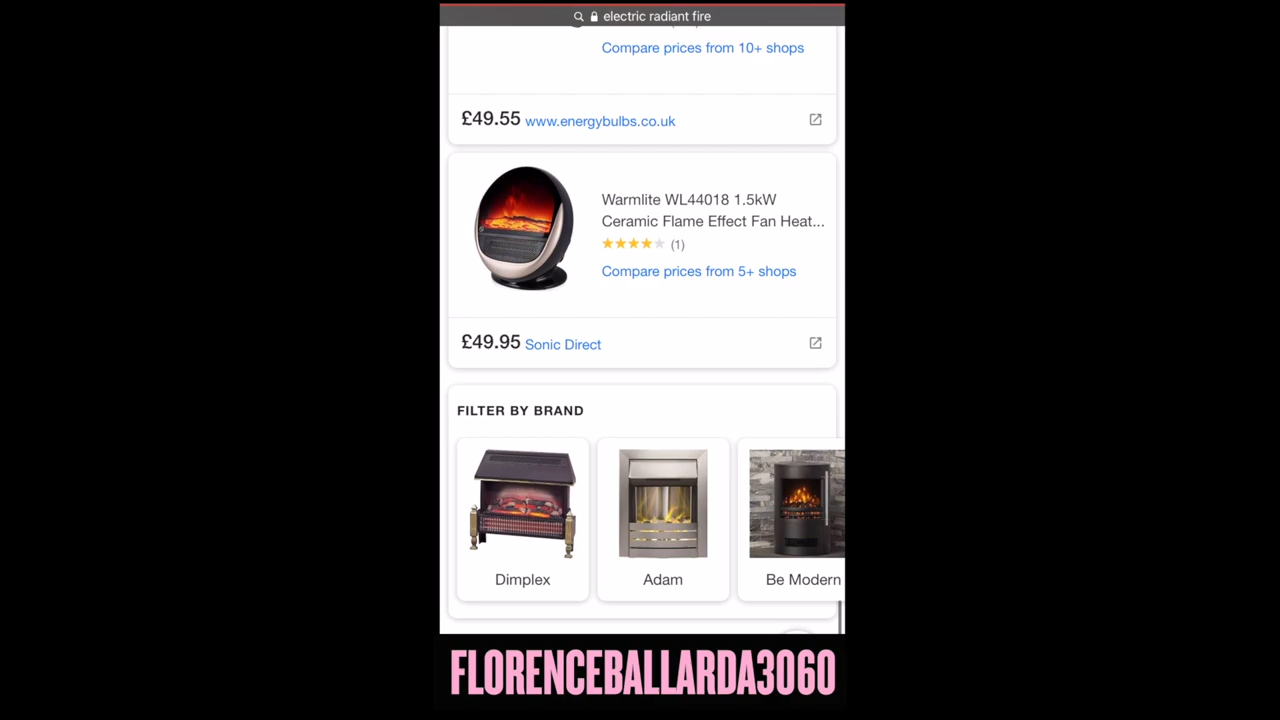 electric radiant fire
Compare prices from 10+ shops
£49.55 www.energybulbs.co.uk
Warmlite WL44018 1.5kW
Ceramic Flame Effect Fan Heat...
(1)
Compare prices from 5+ shops
£49.95 Sonic Direct
FILTER BY BRAND
Dimplex
Adam
Be Modern
FLORENCEBALLARDA3060